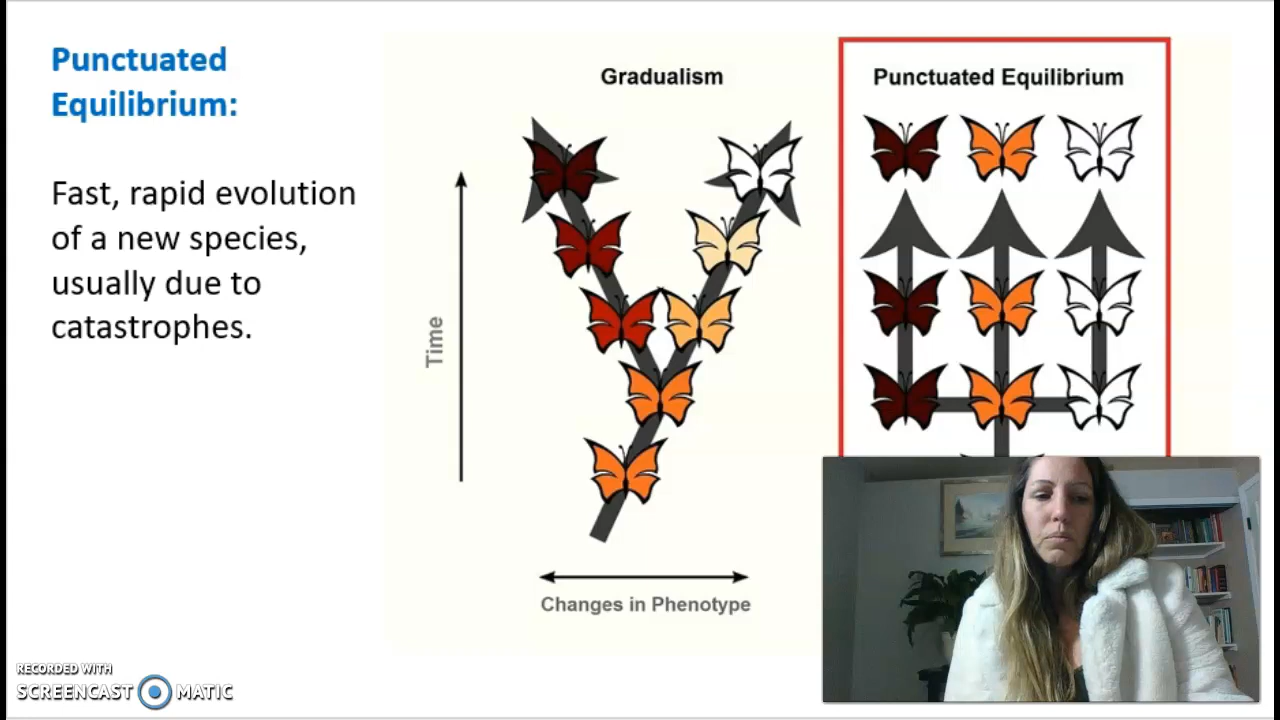 Punctuated
Equilibrium:
Fast, rapid evolution
of a new species,
usually due to
catastrophes.
Gradualism
Punctuated Equilibrium
Time
Changes in Phenotype
RECORDED WITH
SCREENCAST MATIC